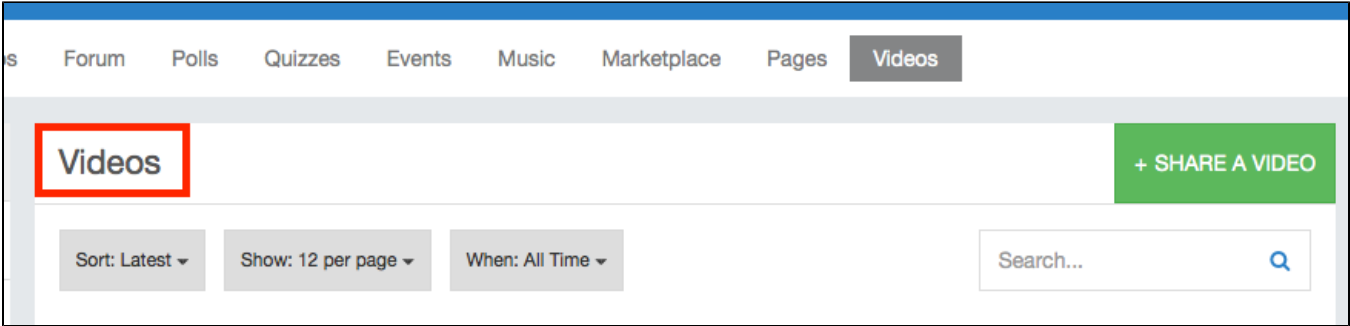 Forum Polls Quizzes Events Music Marketplace Pages Videos
Videos
+ SHARE A VIDEO
Sort: Latest Show: 12 per page When: All Time Search...